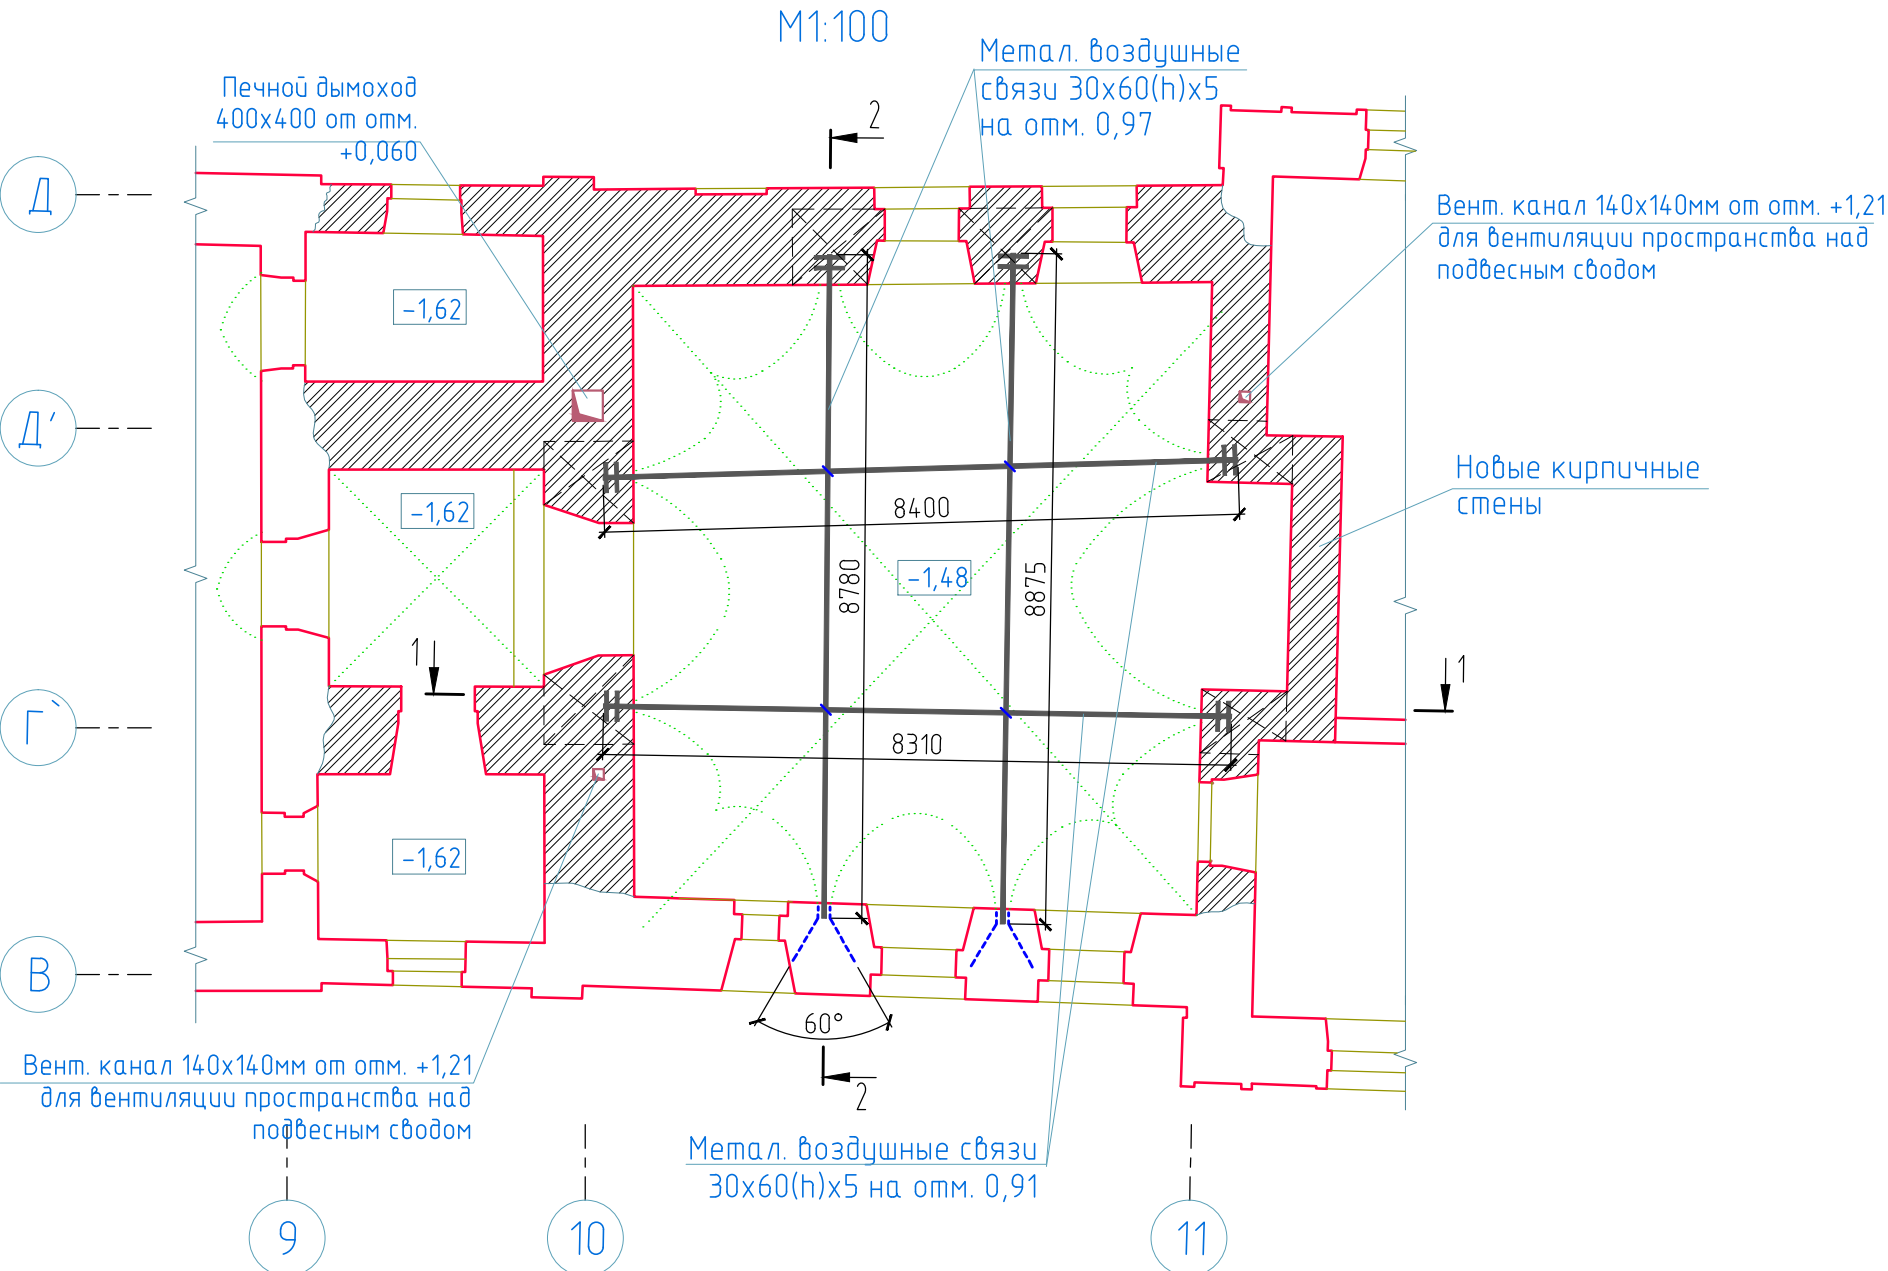 М1:100
Метал. воздушные
связи 30х60(h)х5
на отм. 0,97
Печной дымоход
400х400 от отм.
+0,060
2
Д
Вент. канал 140х140мм от отм. +1,21
для вентиляции пространства над
подвесным сводом
-1,62
Д'
Новые кирпичные
стены
-1,62
8400
8780
-1,48
8875
1
1
Г`
8310
-1,62
В
60°
2
Вент. канал 140х140мм от отм. +1,21
для вентиляции пространства над
подвесным сводом
Метал. воздушные связи
30х60(h)х5 на отм. 0,91
9
10
11